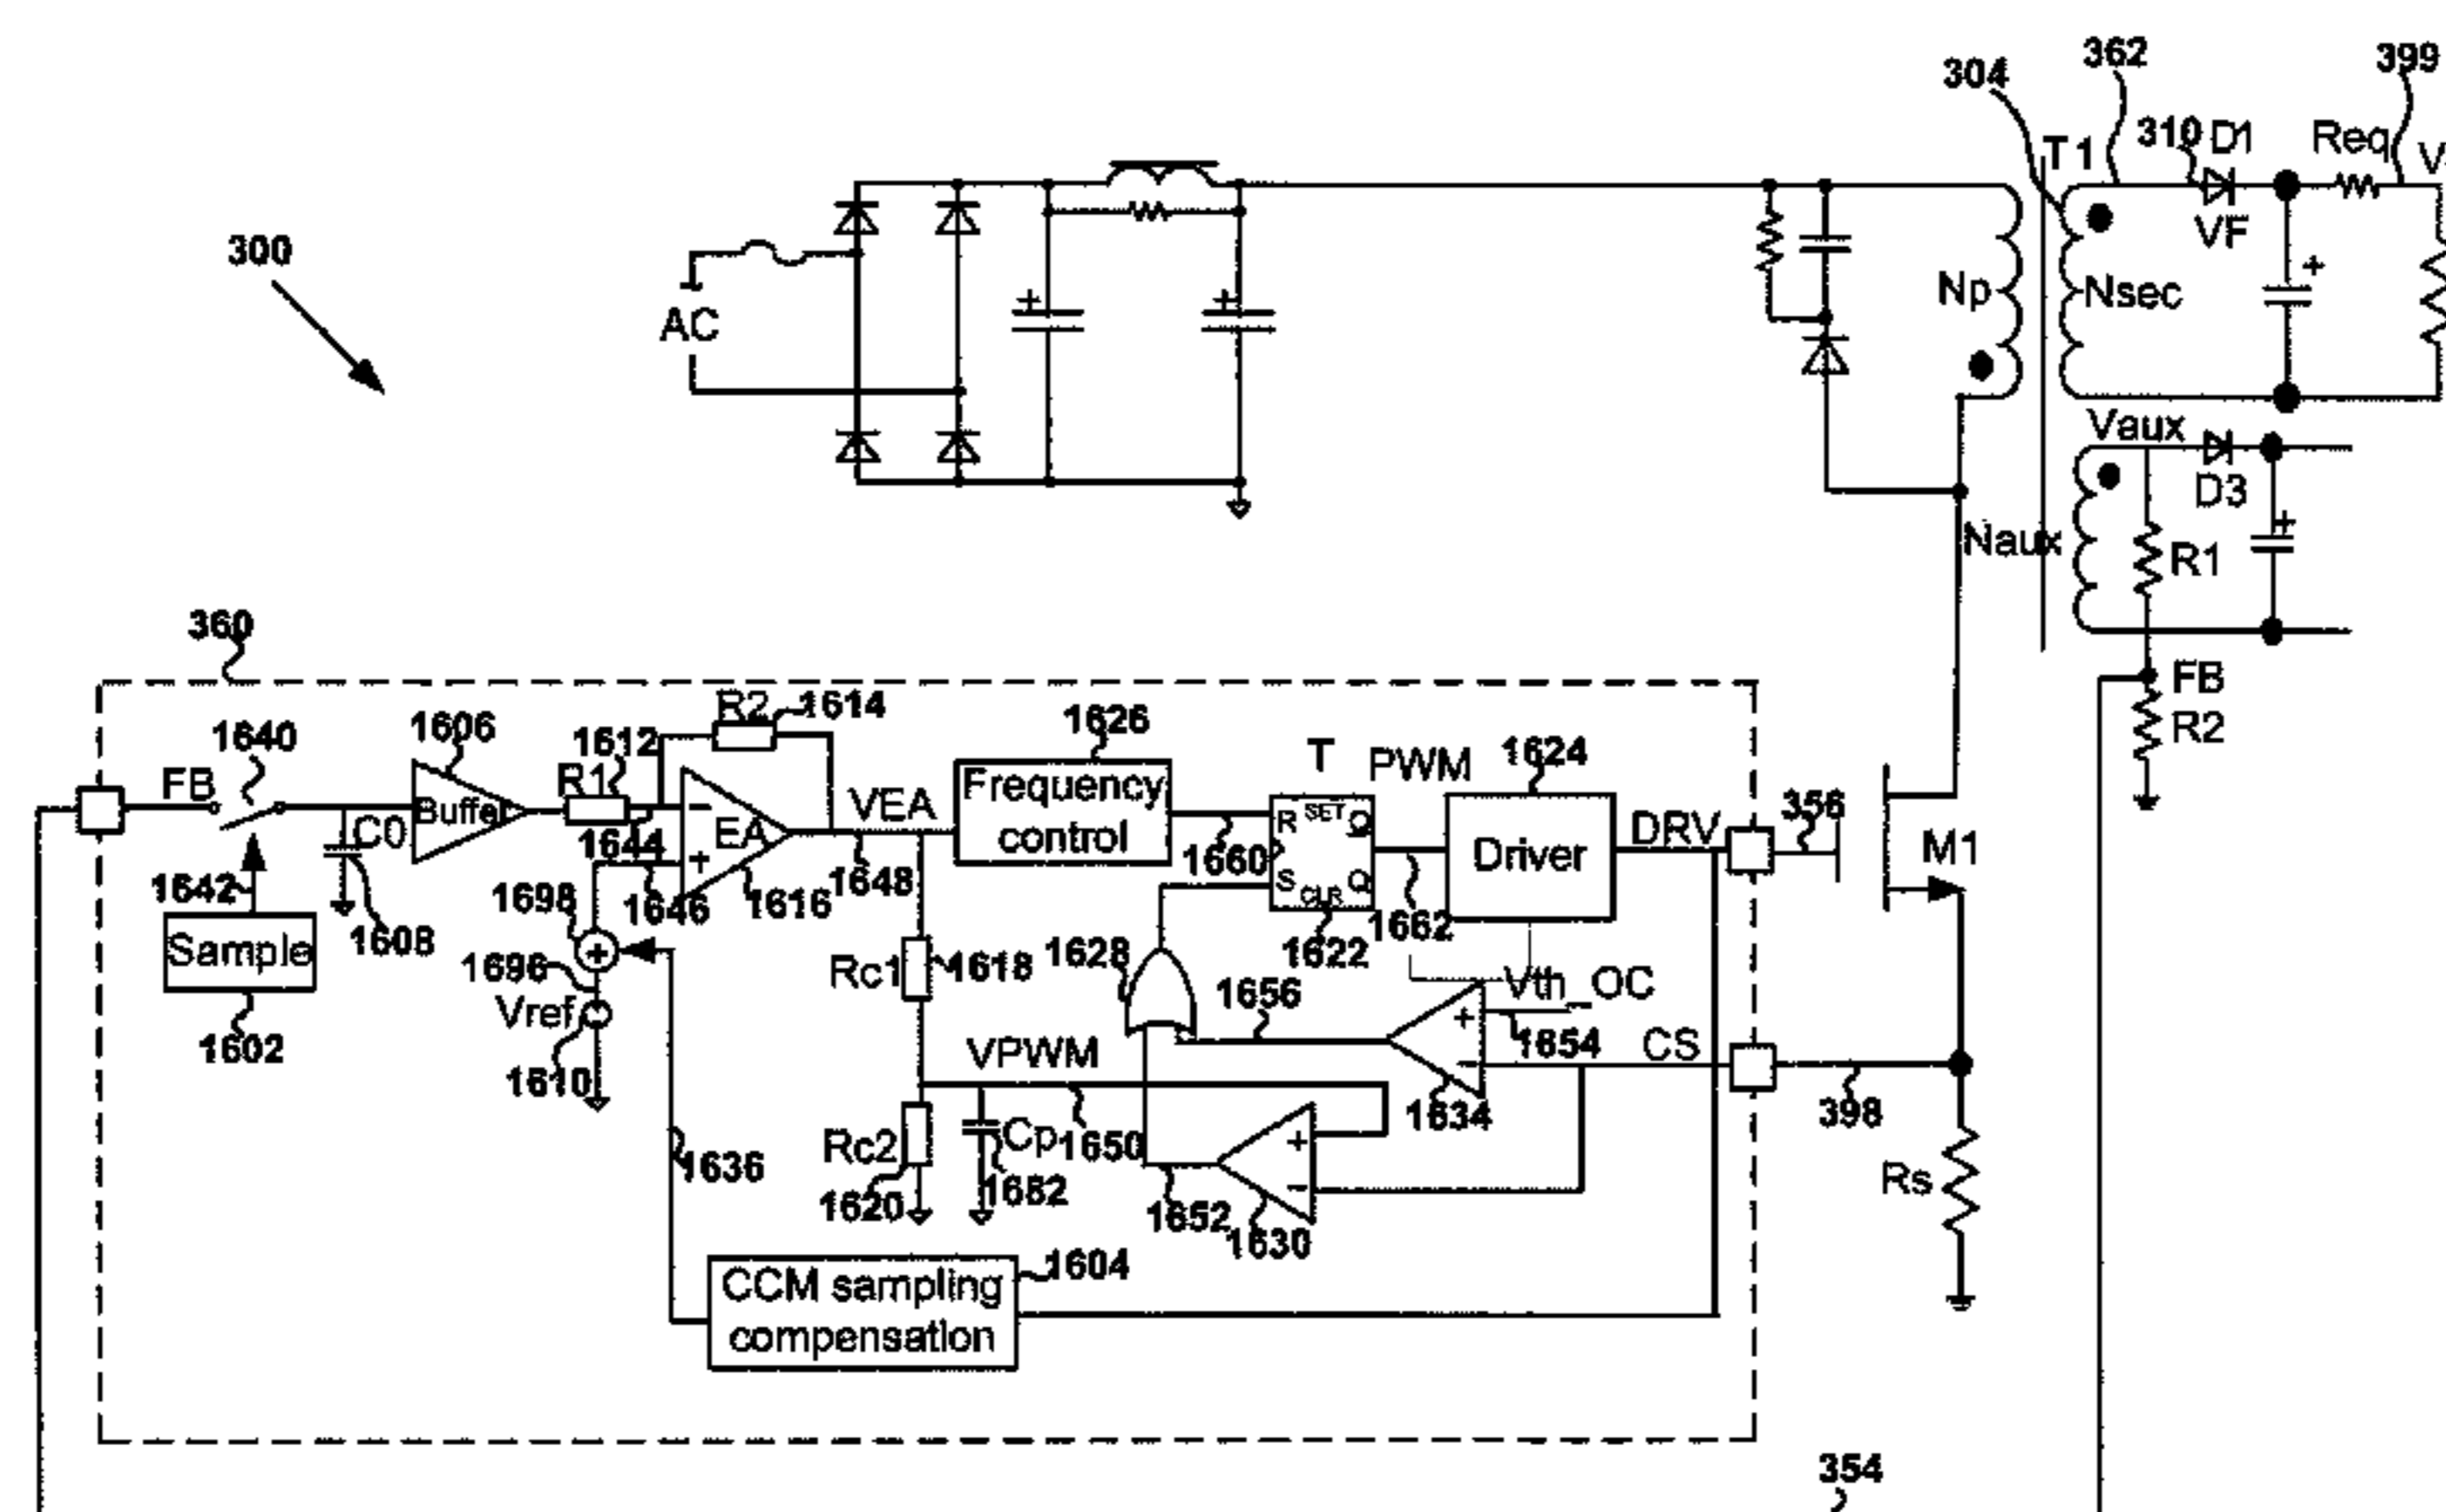 304
362
399
310
D1
Req
T1
VF
300
AC
Np
Nsec
+
+
+
Vaux
D3
+
Naux
R1
360
FB
R2
R2
1614
1606
1626
1640
1612
T
PWM
1624
FB
R1
VEA
Frequency
control
R
SET
Q
S
CLR
Q
Driver
DRV
356
M1
Buffer
C0
1644
−
EA
+
1648
1660
1642
1698
1646
1616
1662
Sample
1608
1628
1622
Rc1
1618
1696
Vth_OC
Vref
1656
+
1654
CS
1602
VPWM
−
1610
1634
398
Rc2
Cp
1650
+
1636
1620
1682
−
Rs
1652
1630
CCM sampling
compensation
1604
354